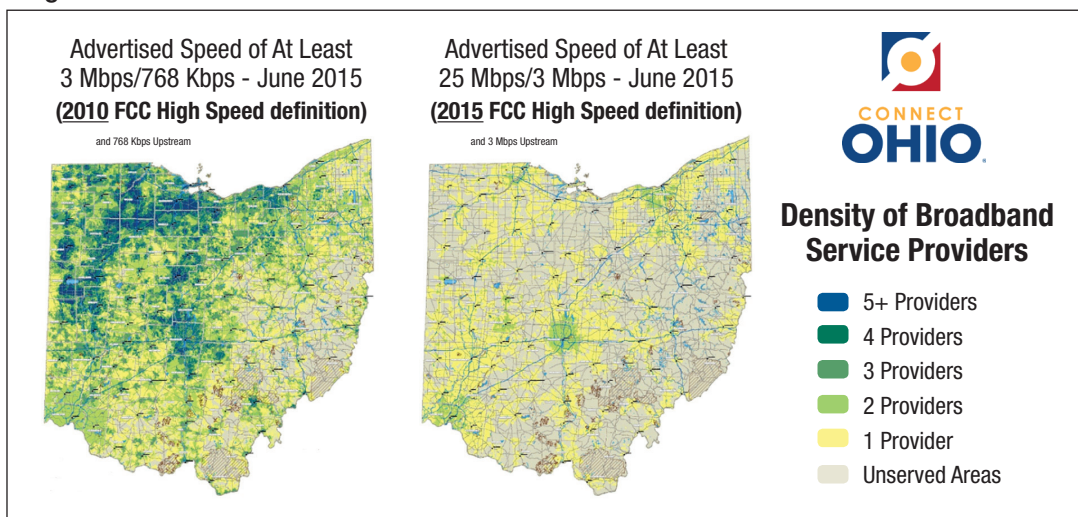 Advertised Speed of At Least
3 Mbps/768 Kbps - June 2015
(2010 FCC High Speed definition)
and 768 Kbps Upstream
Advertised Speed of At Least
25 Mbps/3 Mbps - June 2015
(2015 FCC High Speed definition)
and 3 Mbps Upstream
CONNECT
OHIO
Density of Broadband
Service Providers
5+ Providers
4 Providers
3 Providers
2 Providers
1 Provider
Unserved Areas